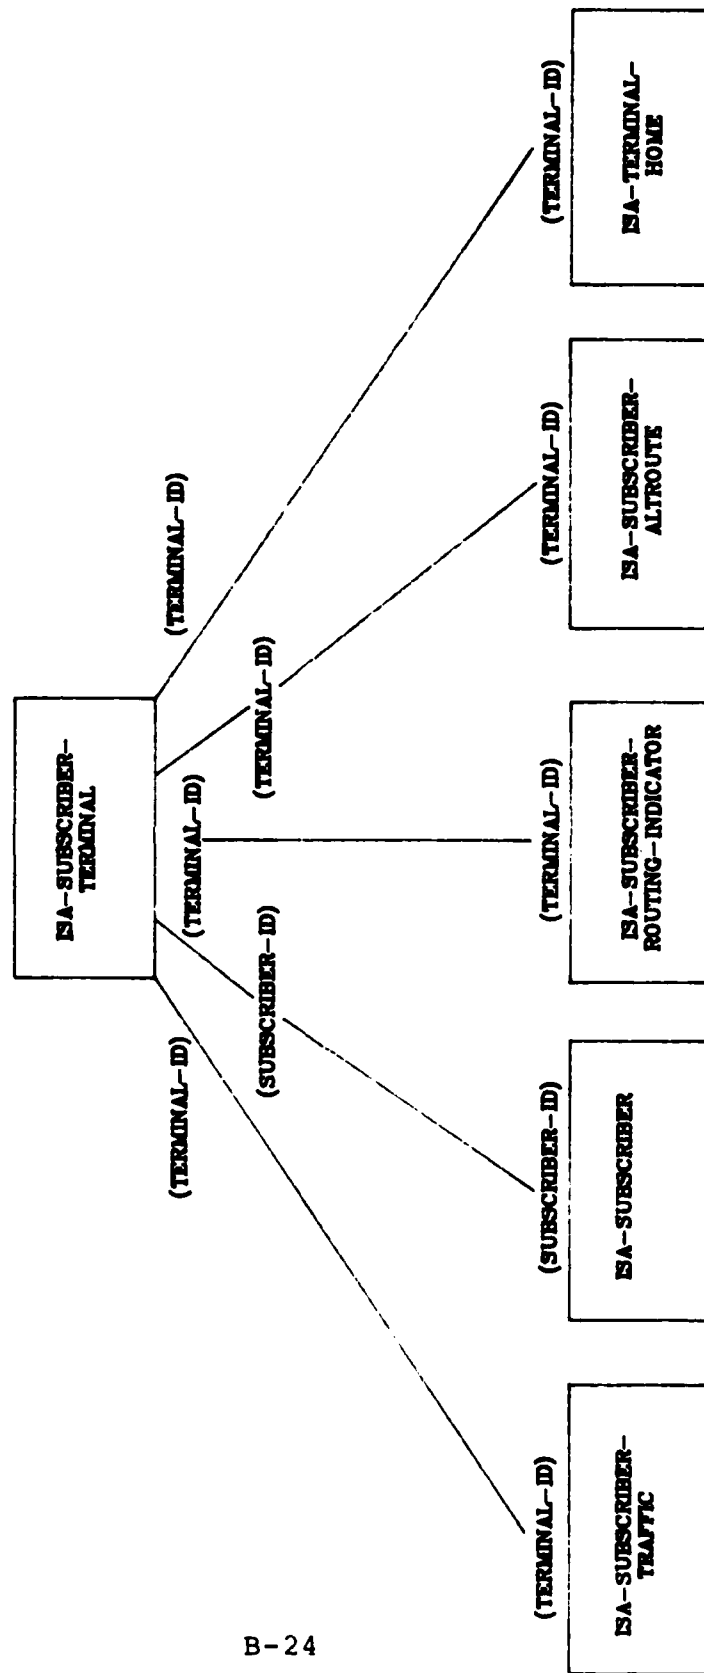 ISA-SUBSCRIBER-
TERMINAL
(TERMINAL-ID)
(TERMINAL-ID)
(TERMINAL-ID)
(SUBSCRIBER-ID)
(TERMINAL-ID)
(TERMINAL-ID)
(SUBSCRIBER-ID)
(TERMINAL-ID)
(TERMINAL-ID)
(TERMINAL-ID)
ISA-SUBSCRIBER-
TRAFFIC
ISA-SUBSCRIBER
ISA-SUBSCRIBER-
ROUTING-INDICATOR
ISA-SUBSCRIBER-
ALTROUTE
ISA-TERMINAL-
HOME
B-24